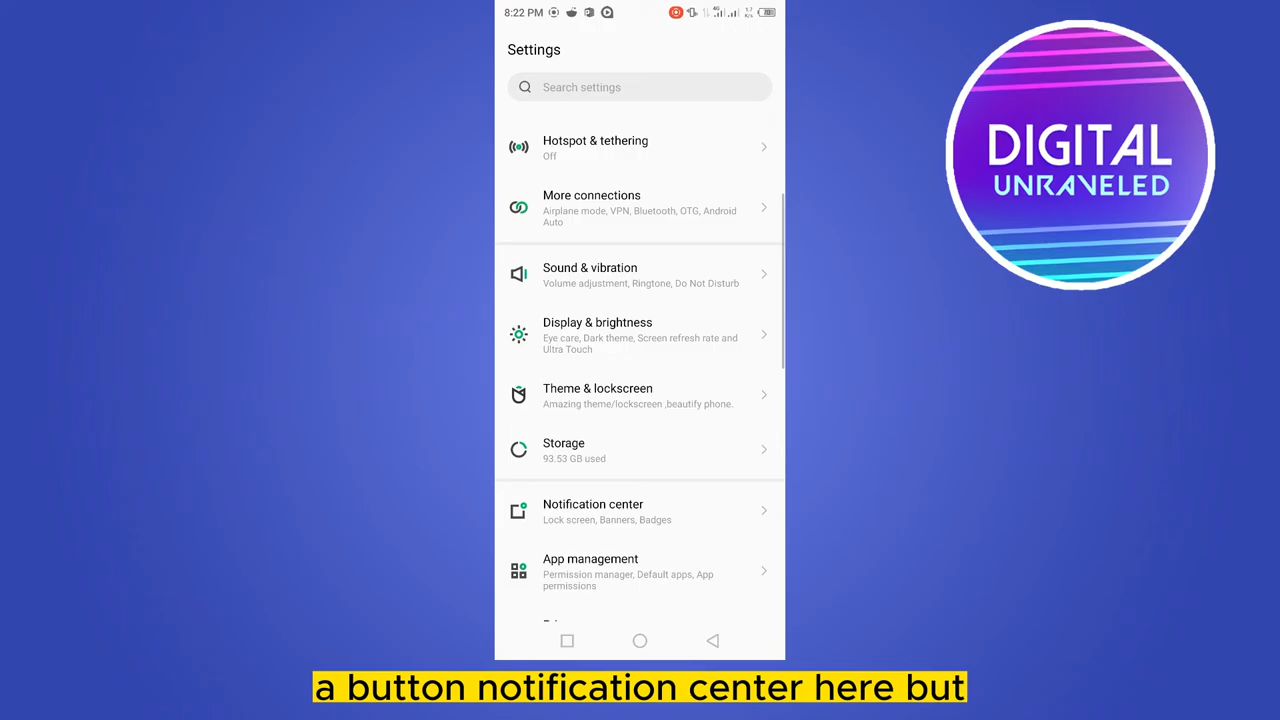 8:22 PM
4G
1.7
K/s
Settings
Search settings
Hotspot & tethering
Off
More connections
Airplane mode, VPN, Bluetooth, OTG, Android
Auto
Sound & vibration
Volume adjustment, Ringtone, Do Not Disturb
Display & brightness
Eye care, Dark theme, Screen refresh rate and
Ultra Touch
Theme & lockscreen
Amazing theme/lockscreen ,beautify phone.
Storage
93.53 GB used
Notification center
Lock screen, Banners, Badges
App management
Permission manager, Default apps, App
permissions
DIGITAL
UNRAVELED
a button notification center here but